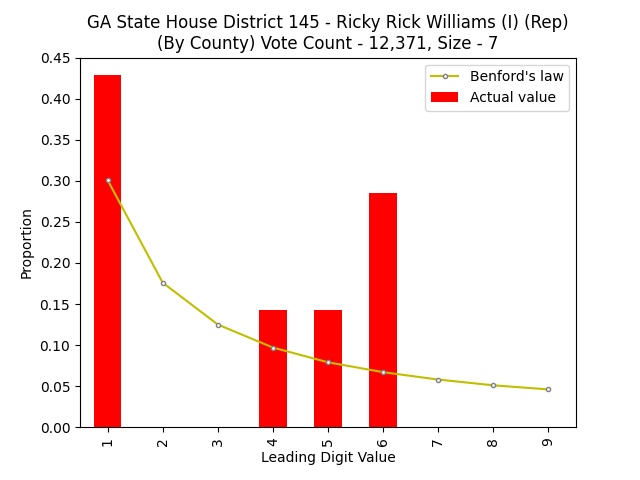 GA State House District 145 - Ricky Rick Williams (I) (Rep)
(By County) Vote Count - 12,371, Size - 7
Benford's law
Actual value
0.45
0.40
0.35
0.30
0.25
0.20
0.15
0.10
0.05
0.00
Proportion
1 2 3 4 5 6 7 8 9
Leading Digit Value